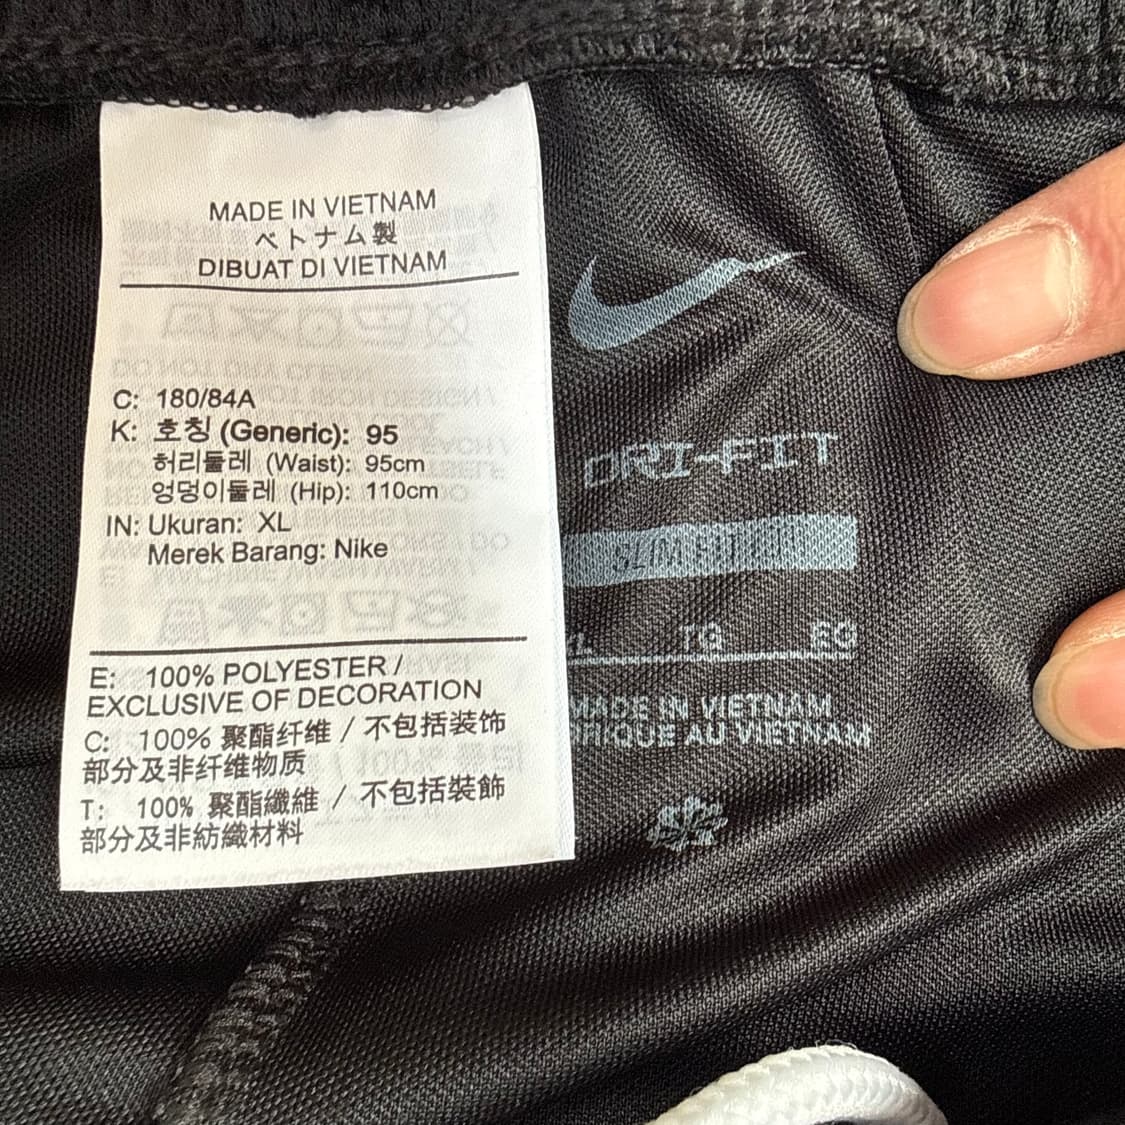 MADE IN VIETNAM
ベトナム製
DIBUAT DI VIETNAM
C: 180/84A
K: 호칭 (Generic): 95
허리둘레 (Waist): 95cm
엉덩이둘레 (Hip): 110cm
IN: Ukuran: XL
Merek Barang: Nike
E: 100% POLYESTER /
EXCLUSIVE OF DECORATION
C: 100% 聚酯纤维 / 不包括装饰
部分及非纤维物质
T: 100% 聚酯纖維 / 不包括裝飾
部分及非紡織材料
DRI-FIT
SLIM FIT
TG EG
MADE IN VIETNAM
AU VIETNAM